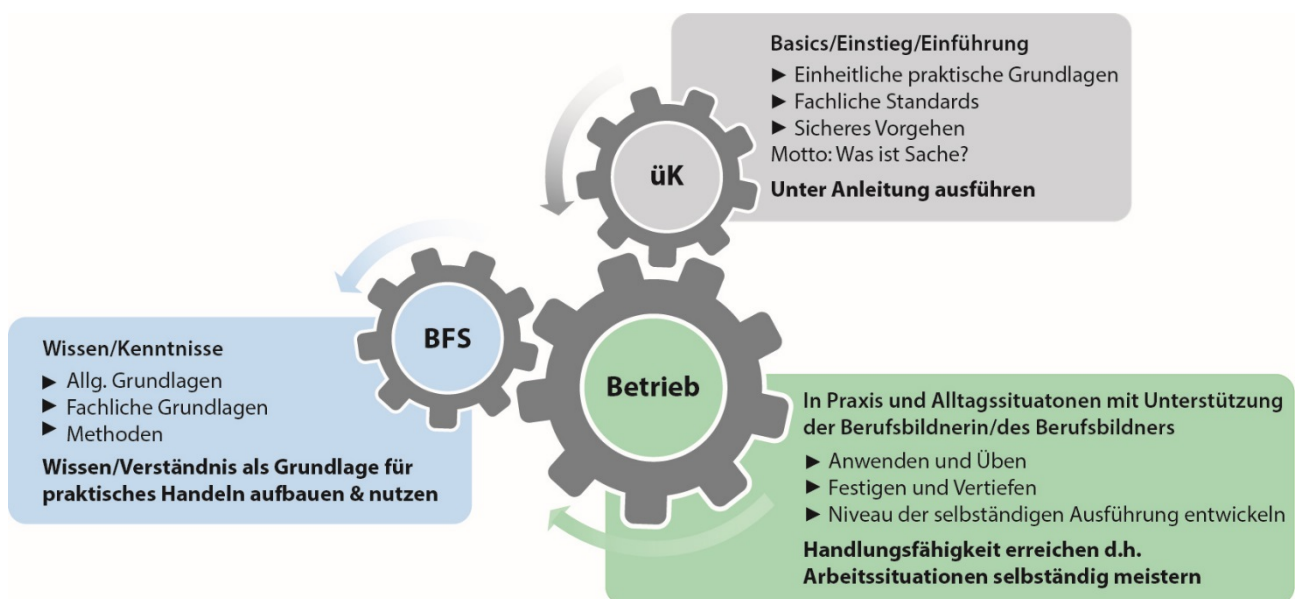 Basics/Einstieg/Einführung
► Einheitliche praktische Grundlagen
► Fachliche Standards
► Sicheres Vorgehen
Motto: Was ist Sache?
Unter Anleitung ausführen
üK
BFS
Wissen/Kenntnisse
► Allg. Grundlagen
► Fachliche Grundlagen
► Methoden
Wissen/Verständnis als Grundlage für
praktisches Handeln aufbauen & nutzen
Betrieb
In Praxis und Alltagssituatonen mit Unterstützung
der Berufsbildnerin/des Berufsbildners
► Anwenden und Üben
► Festigen und Vertiefen
► Niveau der selbständigen Ausführung entwickeln
Handlungsfähigkeit erreichen d.h.
Arbeitssituationen selbständig meistern